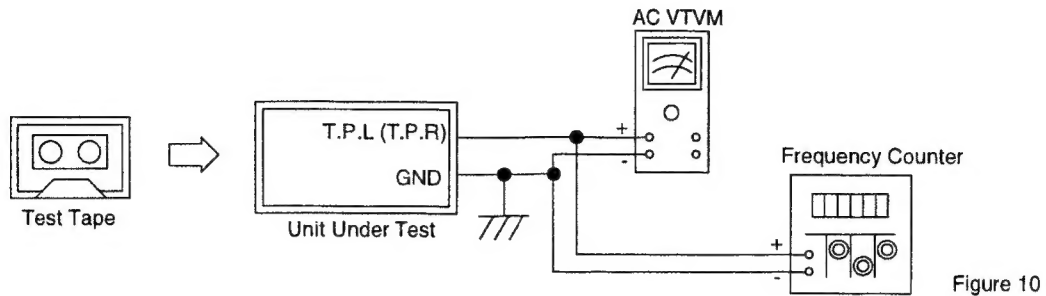 AC VTVM
T.P.L (T.P.R)
+
-
GND
Frequency Counter
Test Tape
Unit Under Test
+
-
Figure 10